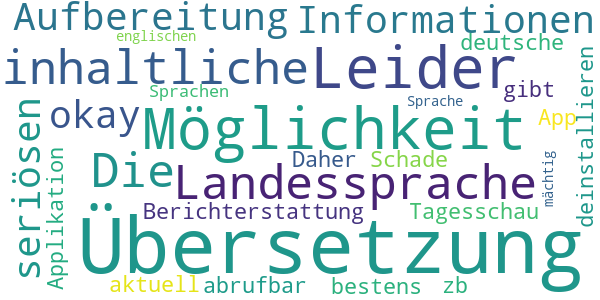 Aufbereitung
Informationen
englischen
deutsche
inhaltliche
Leider
Sprachen
Sprache
gibt
okay
Möglichkeit
App
seriösen
Applikation
Die
Daher
Schade
deinstallieren
Landessprache
mächtig
Berichterstattung
Tagesschau
Übersetzung
aktuell
abrufbar
bestens
zb